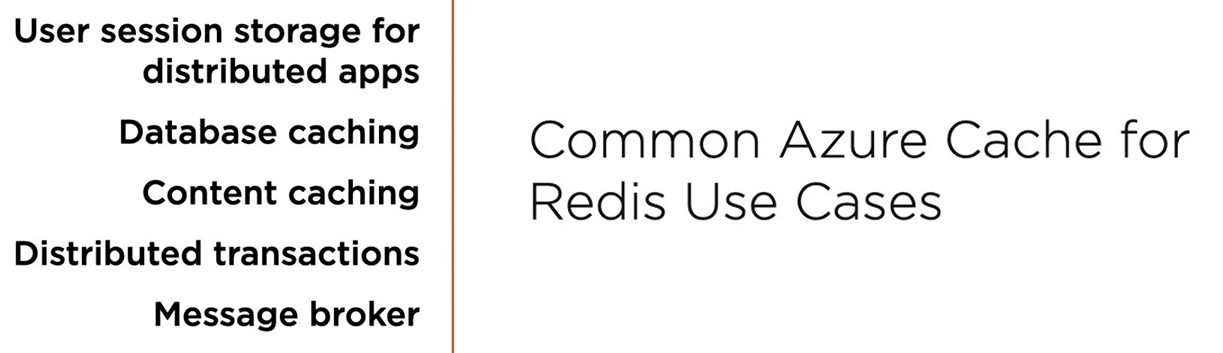 User session storage for
distributed apps
Database caching
Content caching
Distributed transactions
Message broker
Common Azure Cache for
Redis Use Cases